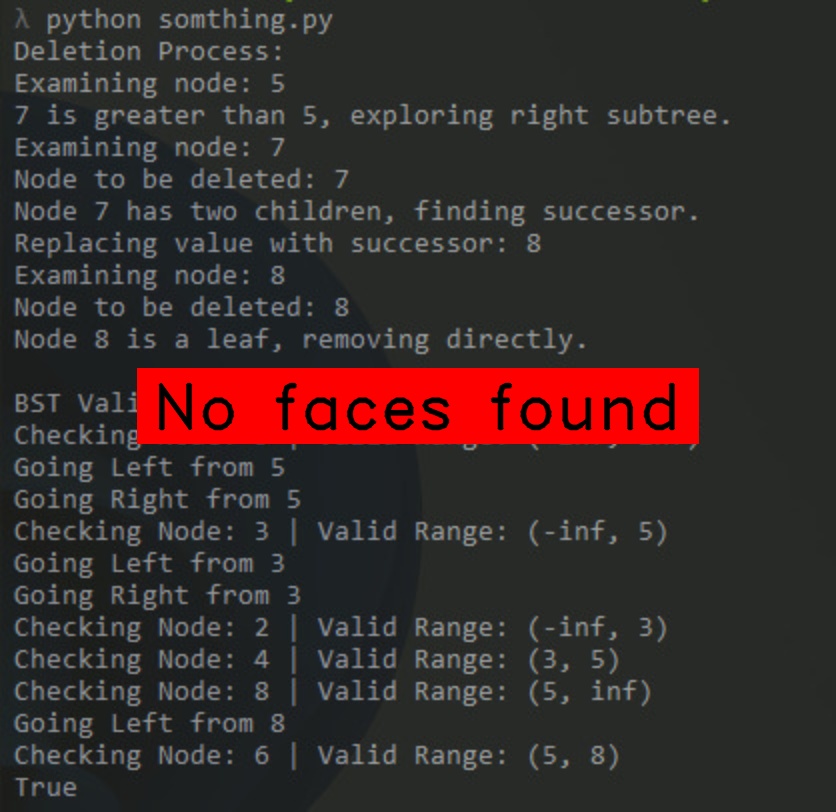 λ python somthing.py
Deletion Process:
Examining node: 5
7 is greater than 5, exploring right subtree.
Examining node: 7
Node to be deleted: 7
Node 7 has two children, finding successor.
Replacing value with successor: 8
Examining node: 8
Node to be deleted: 8
Node 8 is a leaf, removing directly.
BST Vali
No faces found
Checking
Going Left from 5
Going Right from 5
Checking Node: 3 | Valid Range: (-inf, 5)
Going Left from 3
Going Right from 3
Checking Node: 2 | Valid Range: (-inf, 3)
Checking Node: 4 | Valid Range: (3, 5)
Checking Node: 8 | Valid Range: (5, inf)
Going Left from 8
Checking Node: 6 | Valid Range: (5, 8)
True